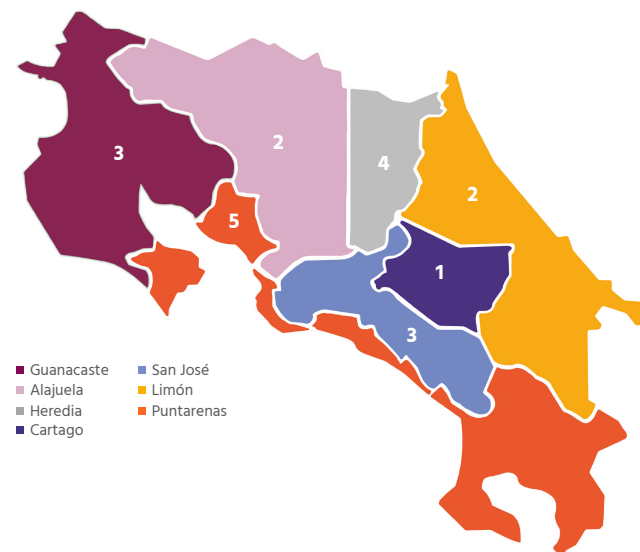 3
2
4
2
5
1
3
Guanacaste
Alajuela
Heredia
Cartago
San José
Limón
Puntarenas